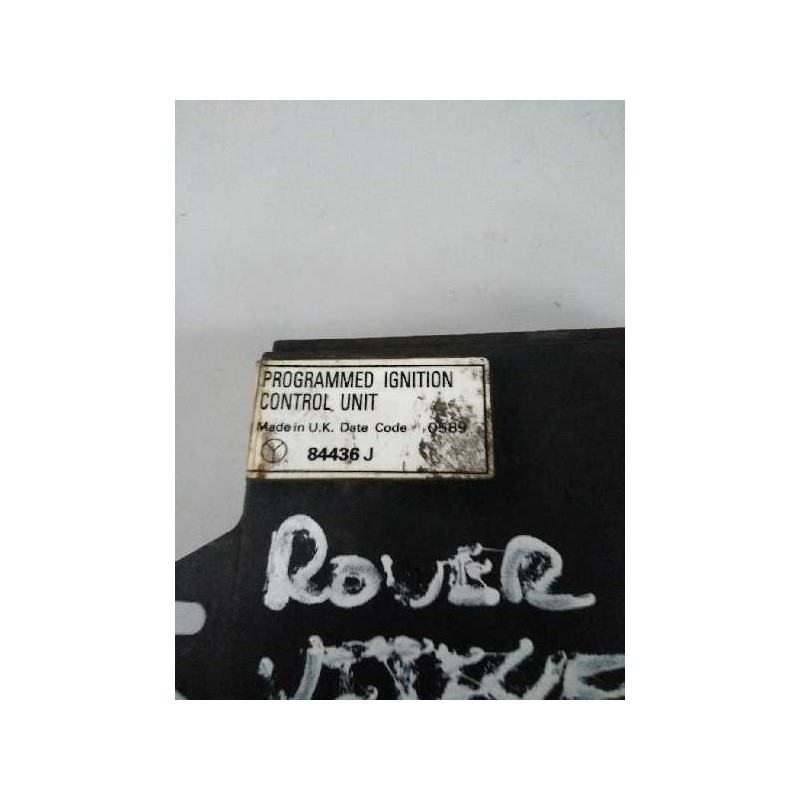 PROGRAMMED IGNITION
CONTROL UNIT
Made in U.K. Date Code 0589
84436 J
ROVER